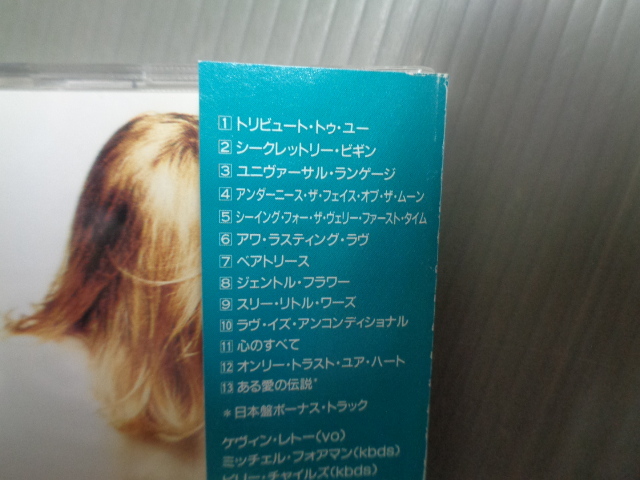 1 トリビュート・トゥ・ユー
2 シークレットリー・ビギン
3 ユニヴァーサル・ランゲージ
4 アンダーニース・ザ・フェイス・オブ・ザ・ムーン
5 シーイング・フォー・ザ・ヴェリー・ファースト・タイム
6 アワ・ラスティング・ラヴ
7 ベアトリース
8 ジェントル・フラワー
9 スリー・リトル・ワーズ
10 ラヴ・イズ・アンコンディショナル
11 心のすべて
12 オンリー・トラスト・ユア・ハート
13 ある愛の伝説*
*日本盤ボーナス・トラック
ケヴィン・レトー(vo)
ミッチェル・フォアマン(kbds)
ビリー・チャイルズ(kbds)